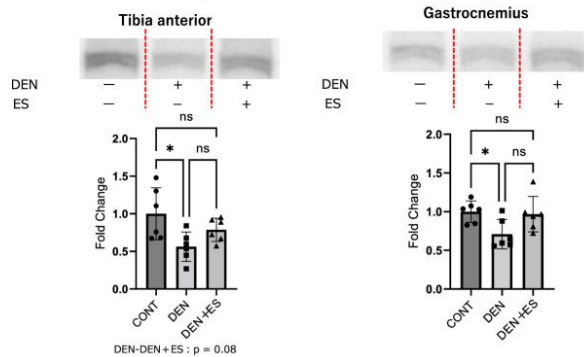 Tibia anterior
DEN — + +
ES — — +
ns
* ns
2.0
1.5
1.0
0.5
0.0
Fold Change
CONT
DEN
DEN+ES
DEN-DEN+ES : p = 0.08
Gastrocnemius
DEN — + +
ES — — +
ns
* ns
2.0
1.5
1.0
0.5
0.0
Fold Change
CONT
DEN
DEN+ES